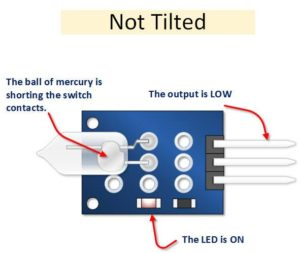 Not Tilted
The ball of mercury is
shorting the switch
contacts.
The output is LOW
The LED is ON